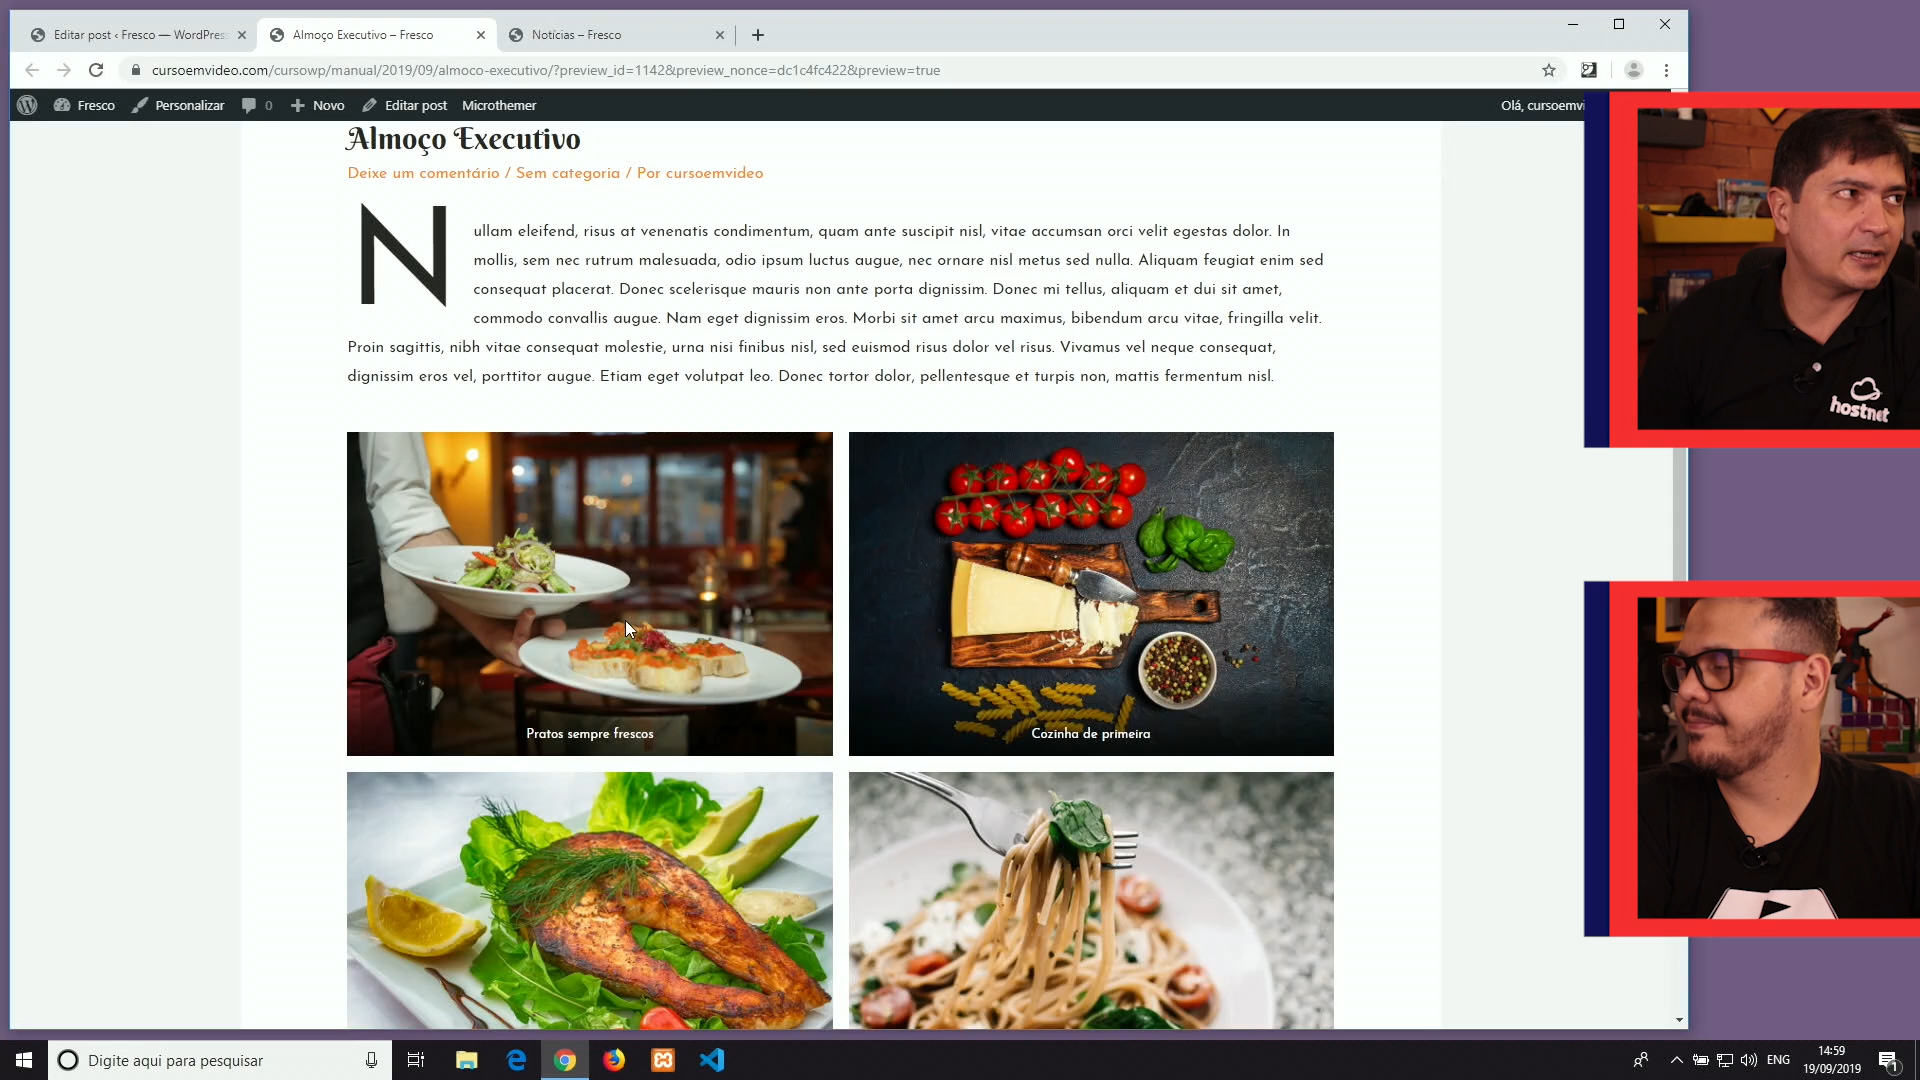 Editar post ‹ Fresco — WordPres
Almoço Executivo – Fresco
Notícias – Fresco
cursoemvideo.com/cursowp/manual/2019/09/almoco-executivo/?preview_id=1142&preview_nonce=dc1c4fc422&preview=true
Fresco
Personalizar
0
Novo
Editar post
Microthemer
Olá, cursoemvi
Almoço Executivo
Deixe um comentário / Sem categoria / Por cursoemvideo
Nullam eleifend, risus at venenatis condimentum, quam ante suscipit nisl, vitae accumsan orci velit egestas dolor. In
mollis, sem nec rutrum malesuada, odio ipsum luctus augue, nec ornare nisl metus sed nulla. Aliquam feugiat enim sed
consequat placerat. Donec scelerisque mauris non ante porta dignissim. Donec mi tellus, aliquam et dui sit amet,
commodo convallis augue. Nam eget dignissim eros. Morbi sit amet arcu maximus, bibendum arcu vitae, fringilla velit.
Proin sagittis, nibh vitae consequat molestie, urna nisi finibus nisl, sed euismod risus dolor vel risus. Vivamus vel neque consequat,
dignissim eros vel, porttitor augue. Etiam eget volutpat leo. Donec tortor dolor, pellentesque et turpis non, mattis fermentum nisl.
Pratos sempre frescos
Cozinha de primeira
hostnet
Digite aqui para pesquisar
ENG
14:59
19/09/2019
1